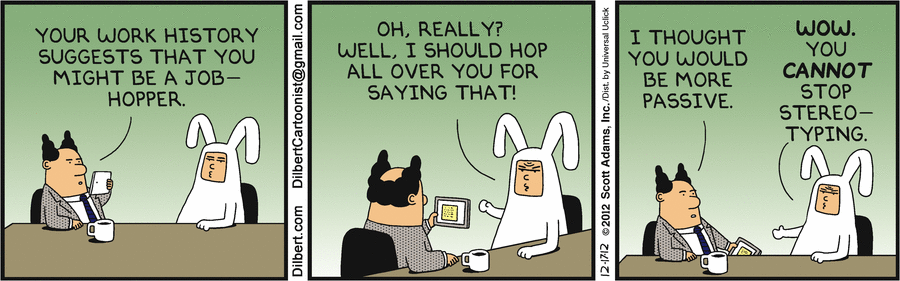 YOUR WORK HISTORY
SUGGESTS THAT YOU
MIGHT BE A JOB-
HOPPER.
Dilbert.com DilbertCartoonist@gmail.com
OH, REALLY?
WELL, I SHOULD HOP
ALL OVER YOU FOR
SAYING THAT!
12-17-12 ©2012 Scott Adams, Inc. /Dist. by Universal Uclick
I THOUGHT
YOU WOULD
BE MORE
PASSIVE.
WOW.
YOU
CANNOT
STOP
STEREO-
TYPING.